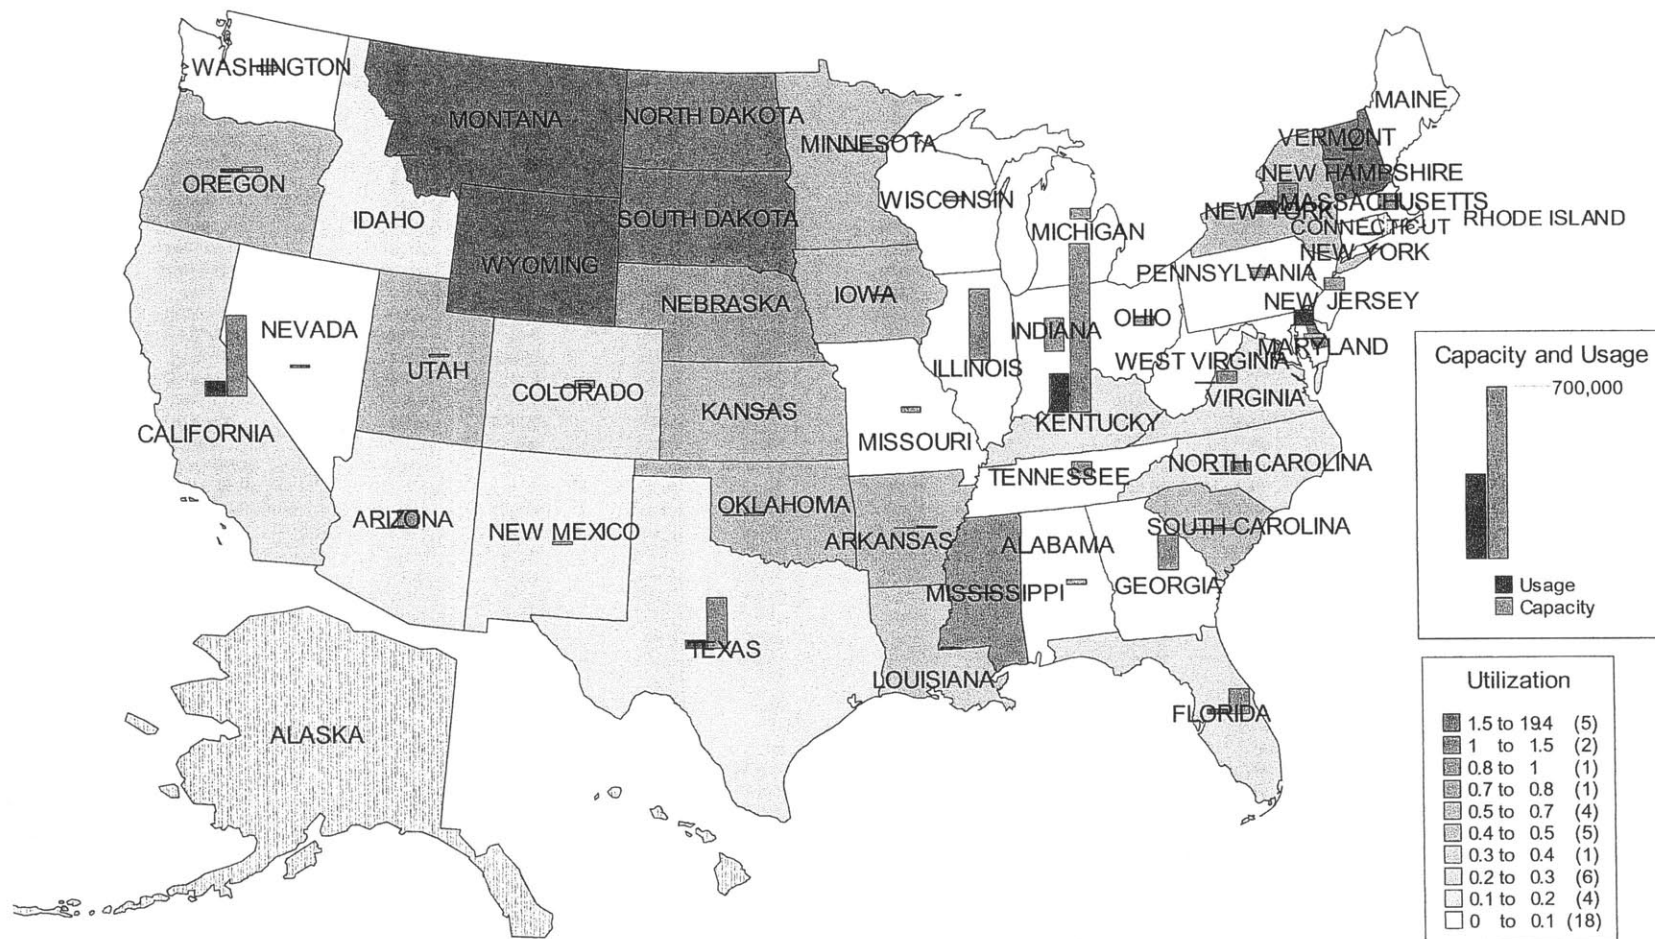 WASHINGTON
MONTANA
NORTH DAKOTA
MINNESOTA
MAINE
VERMONT
NEW HAMPSHIRE
OREGON
IDAHO
SOUTH DAKOTA
WISCONSIN
MICHIGAN
NEW YORK
MASSACHUSETTS
CONNECTICUT
RHODE ISLAND
NEW YORK
WYOMING
NEBRASKA
IOWA
PENNSYLVANIA
NEW JERSEY
NEVADA
UTAH
COLORADO
KANSAS
ILLINOIS
INDIANA
OHIO
WEST VIRGINIA
MARYLAND
VIRGINIA
CALIFORNIA
MISSOURI
KENTUCKY
ARIZONA
NEW MEXICO
OKLAHOMA
ARKANSAS
TENNESSEE
NORTH CAROLINA
SOUTH CAROLINA
MISSISSIPPI
ALABAMA
GEORGIA
TEXAS
LOUISIANA
FLORIDA
ALASKA
Capacity and Usage
700,000
Usage
Capacity
Utilization
1.5 to 19.4 (5)
1 to 1.5 (2)
0.8 to 1 (1)
0.7 to 0.8 (1)
0.5 to 0.7 (4)
0.4 to 0.5 (5)
0.3 to 0.4 (1)
0.2 to 0.3 (6)
0.1 to 0.2 (4)
0 to 0.1 (18)